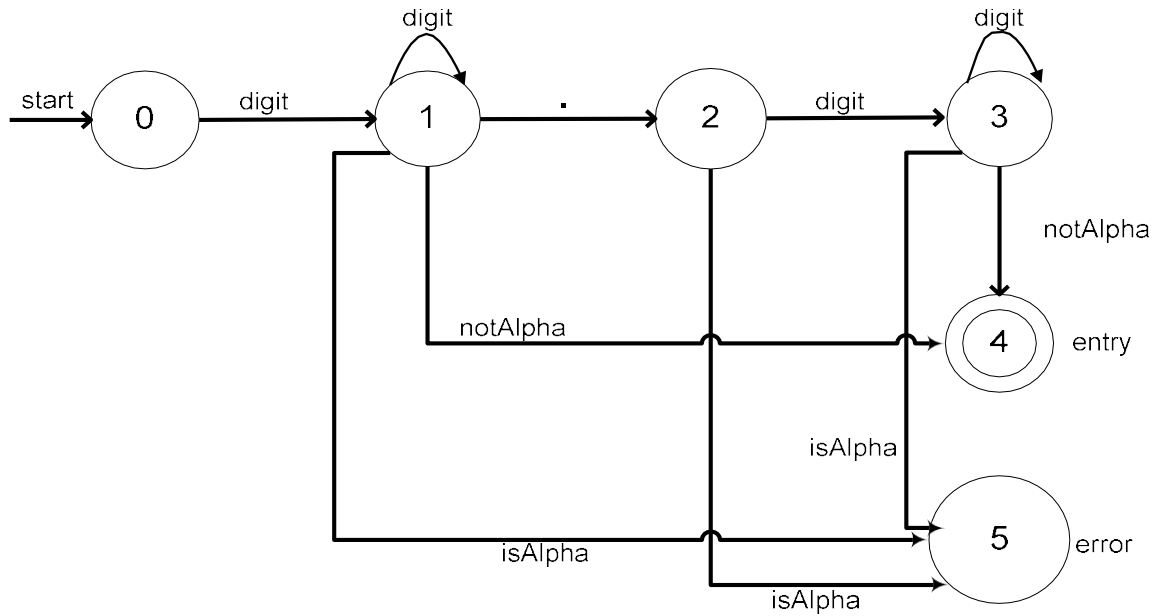 digit
digit
start
digit
.
digit
0
1
2
3
notAlpha
notAlpha
4
entry
isAlpha
5
error
isAlpha
isAlpha